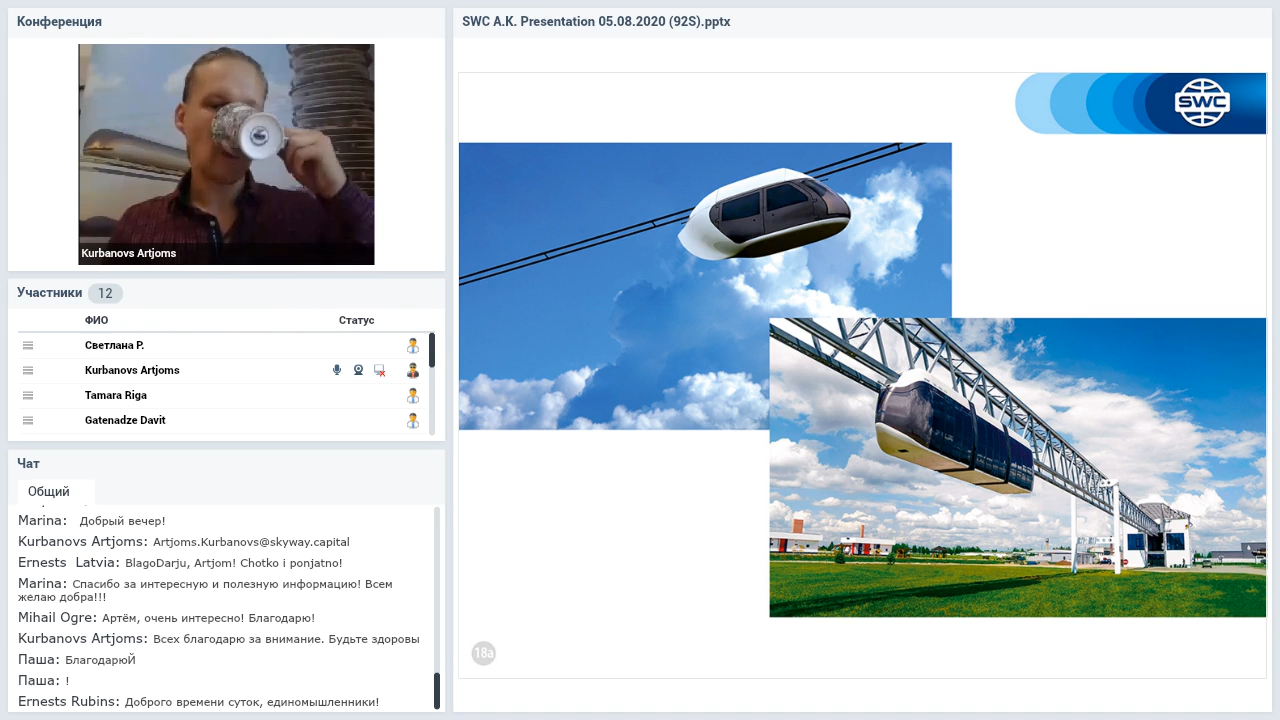 Конференция
Kurbanovs Artjoms
Участники 12
ФИО Статус
Светлана Р.
Kurbanovs Artjoms
Tamara Riga
Gatenadze Davit
Чат
Общий
Marina: Добрый вечер!
Kurbanovs Artjoms: Artjoms.Kurbanovs@skyway.capital
Ernests Latvia: BlagoDarju, Artjom! Chotko i ponjatno!
Marina: Спасибо за интересную и полезную информацию! Всем
желаю добра!!!
Mihail Ogre: Артём, очень интересно! Благодарю!
Kurbanovs Artjoms: Всех благодарю за внимание. Будьте здоровы
Паша: БлагодарюЙ
Паша: !
Ernests Rubins: Доброго времени суток, единомышленники!
SWC A.K. Presentation 05.08.2020 (92S).pptx
SWC
18a